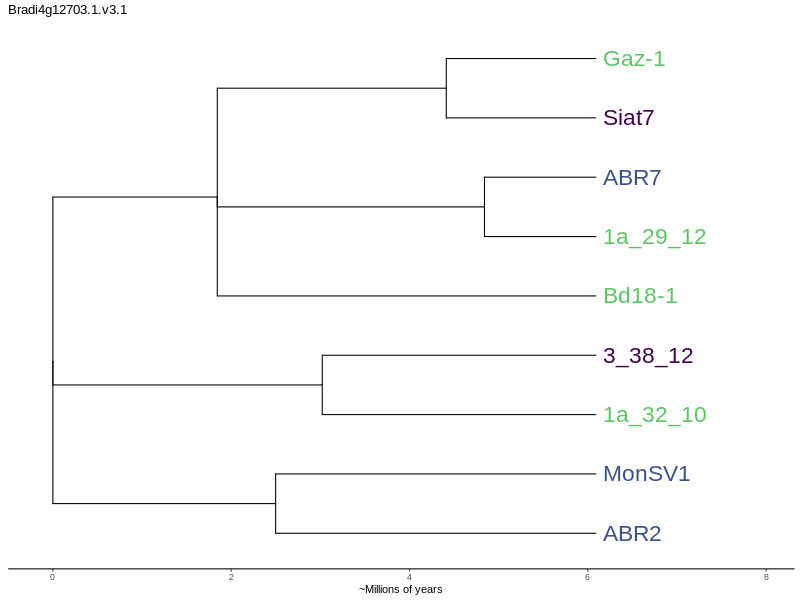 Bradi4g12703.1.v3.1
Gaz-1
Siat7
ABR7
1a_29_12
Bd18-1
3_38_12
1a_32_10
MonSV1
ABR2
0 2 4 6 8
~Millions of years